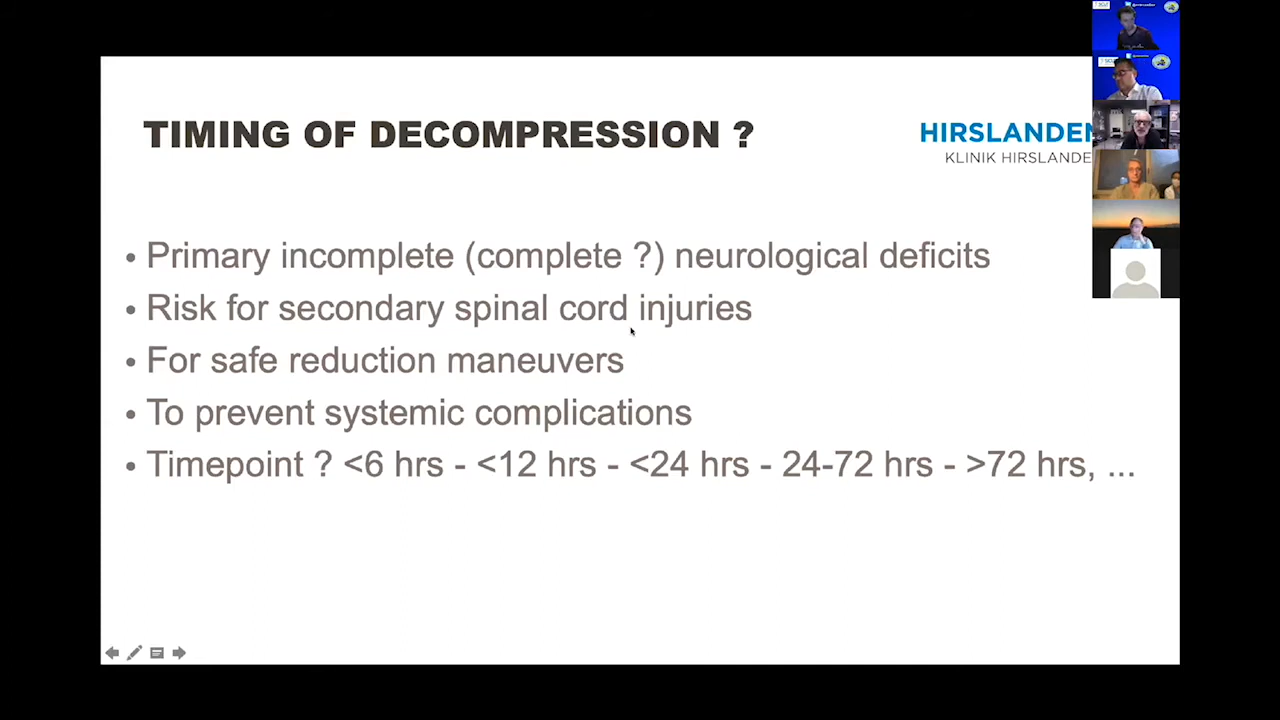 TIMING OF DECOMPRESSION ?
HIRSLANDEN
KLINIK HIRSLANDE
• Primary incomplete (complete ?) neurological deficits
• Risk for secondary spinal cord injuries
• For safe reduction maneuvers
• To prevent systemic complications
• Timepoint ? <6 hrs - <12 hrs - <24 hrs - 24-72 hrs - >72 hrs, ...